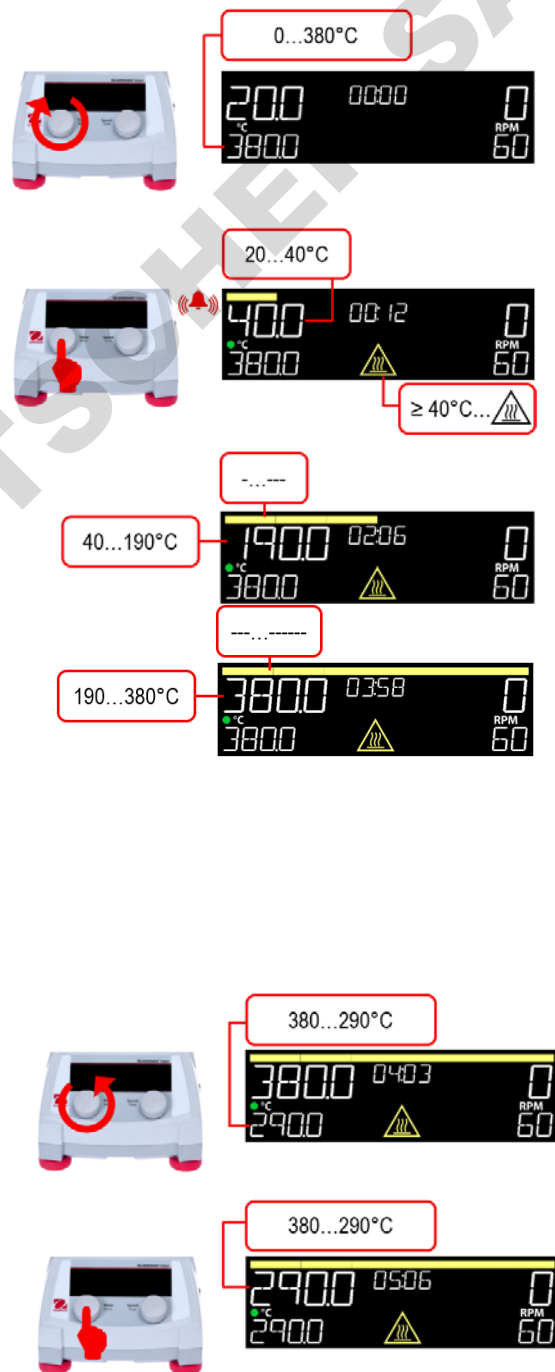 0…380°C
20.0 00:00 0
°C RPM
380.0 60
20…40°C
40.0 00:12 0
°C RPM
380.0 60
≥ 40°C…
-…---
40…190°C
190.0 02:06 0
°C RPM
380.0 60
---…------
190…380°C
380.0 03:58 0
°C RPM
380.0 60
380…290°C
380.0 04:03 0
°C RPM
290.0 60
380…290°C
290.0 05:06 0
°C RPM
290.0 60